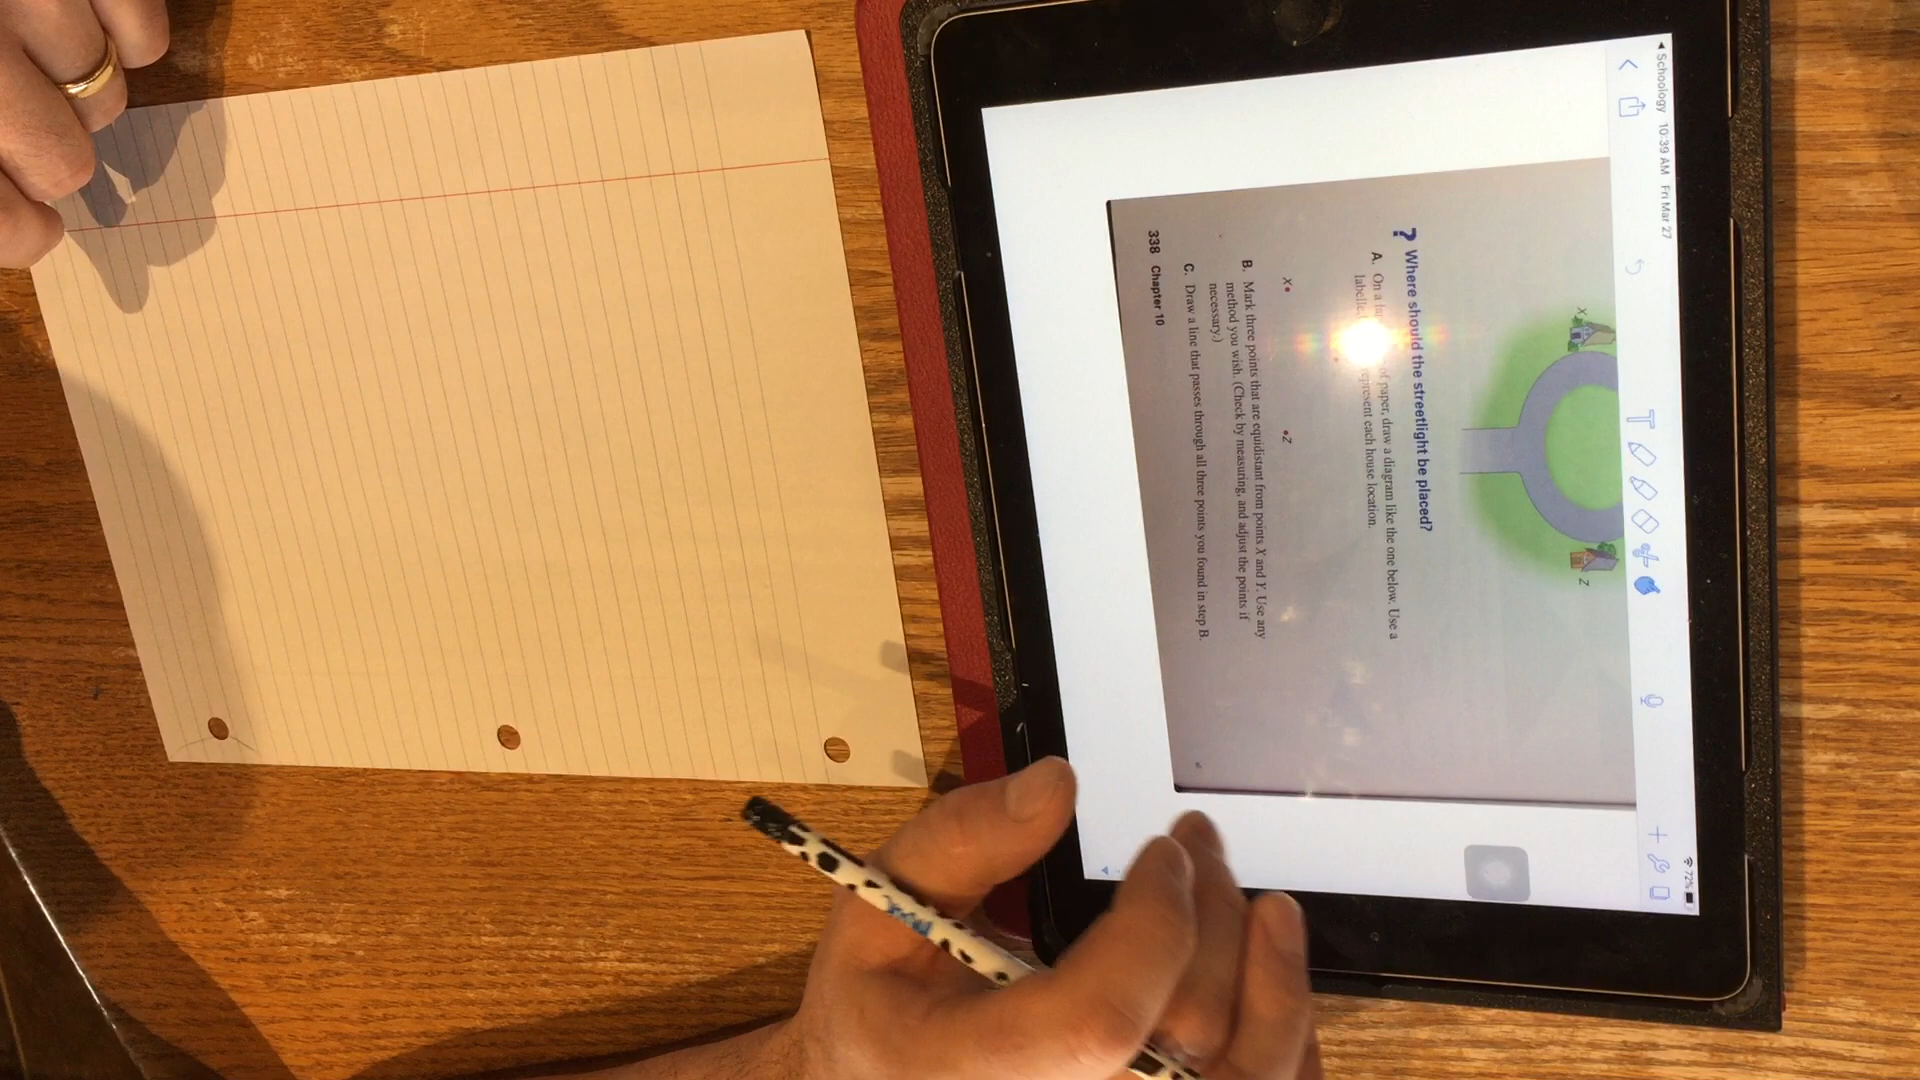 Schoology 10:39 AM Fri Mar 27
72%
T
X
Z
? Where should the streetlight be placed?
A. On a of paper, draw a diagram like the one below. Use a
represent each house location.
X
Z
B. Mark three points that are equidistant from points X and Y. Use any
method you wish. (Check by measuring, and adjust the points if
necessary.)
C. Draw a line that passes through all three points you found in step B.
338 Chapter 10